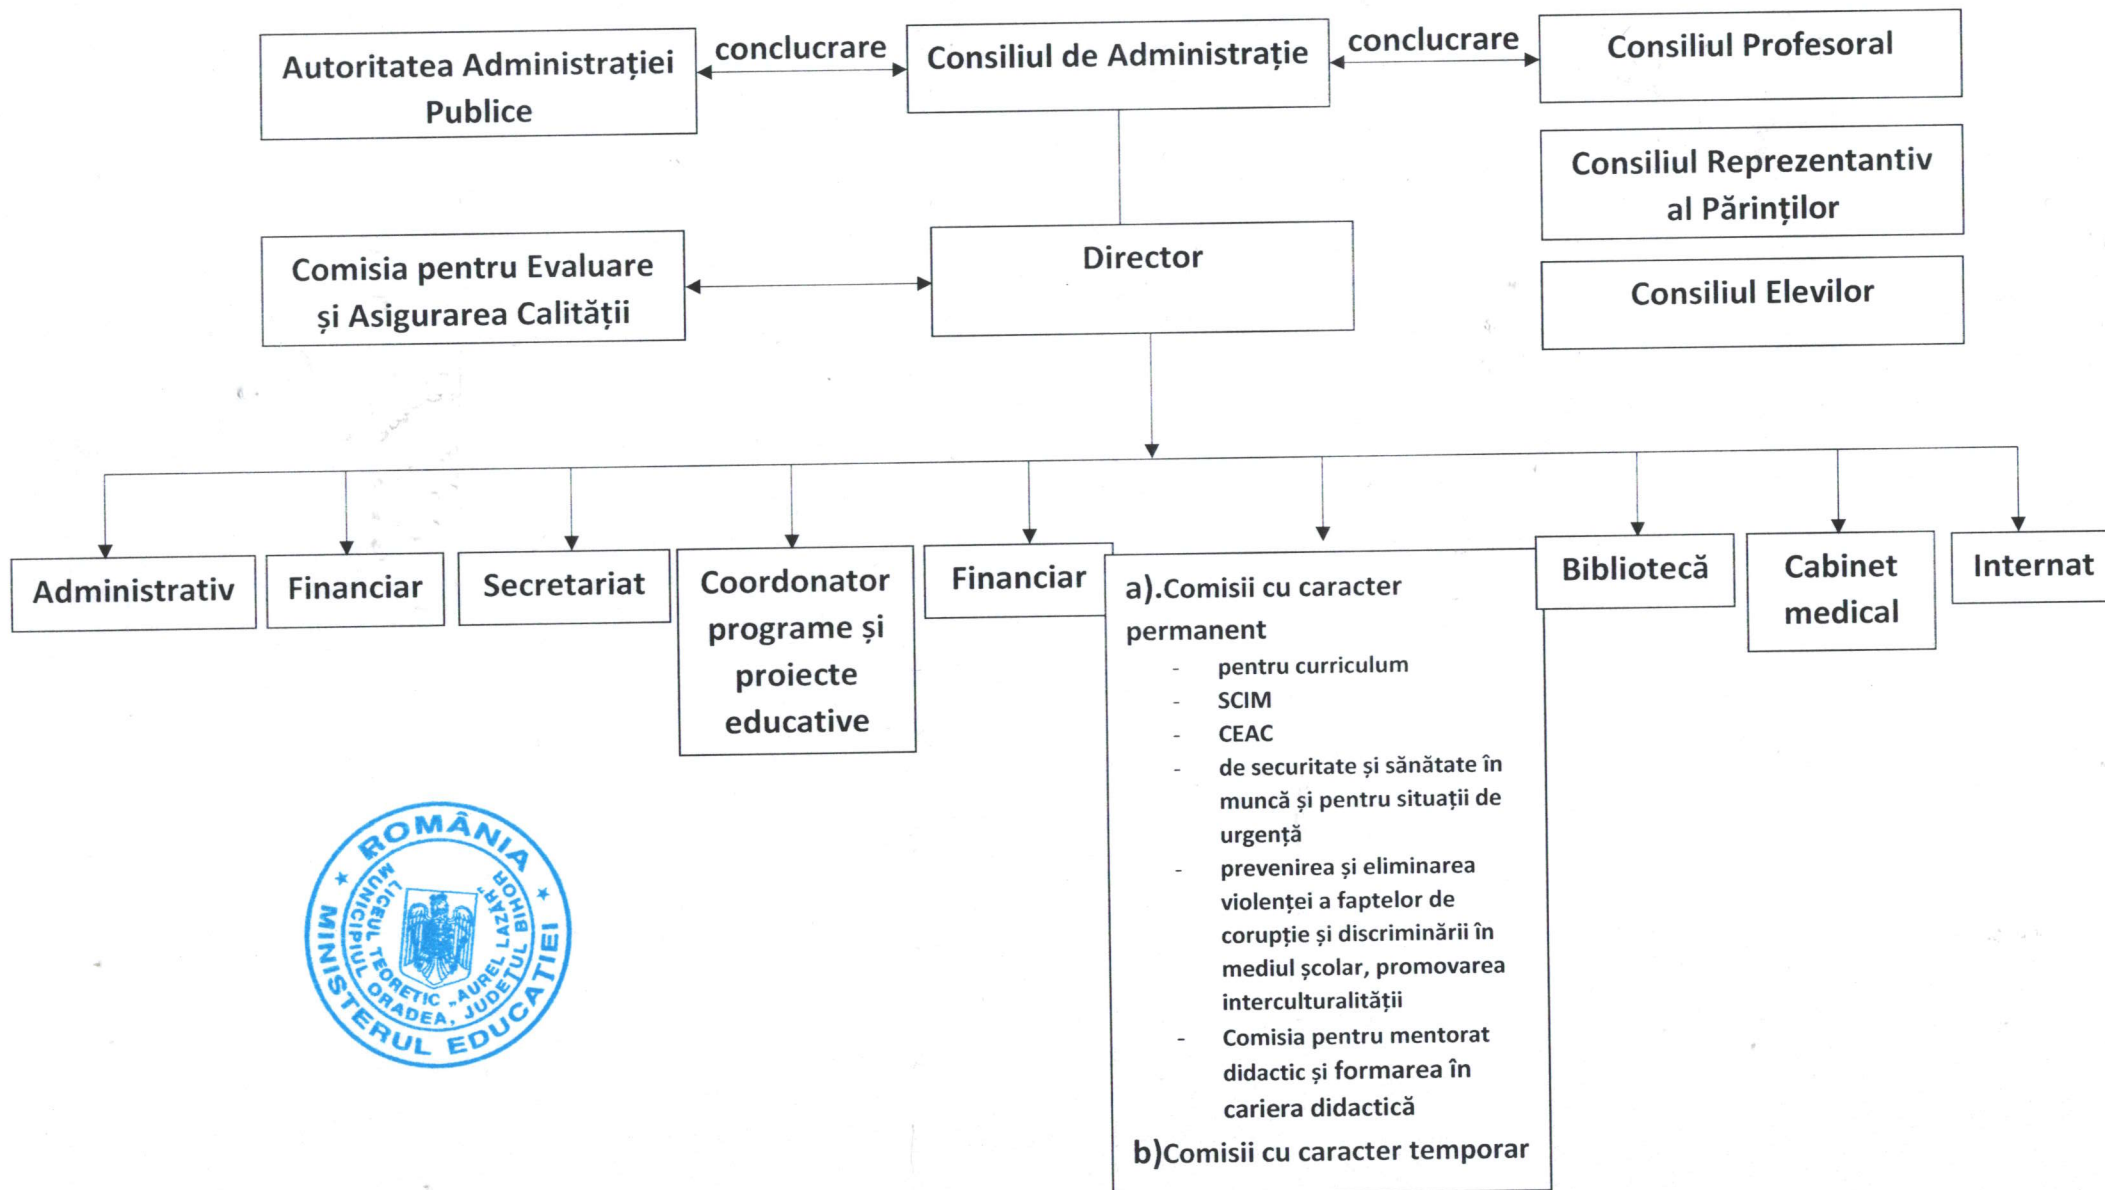 Autoritatea Administrației
Publice
conclucrare
Consiliul de Administrație
conclucrare
Consiliul Profesoral
Consiliul Reprezentantiv
al Părinților
Comisia pentru Evaluare
și Asigurarea Calității
Director
Consiliul Elevilor
Administrativ
Financiar
Secretariat
Coordonator
programe și
proiecte
educative
Financiar
a).Comisii cu caracter
permanent
- pentru curriculum
- SCIM
- CEAC
- de securitate și sănătate în
muncă și pentru situații de
urgență
- prevenirea și eliminarea
violenței a faptelor de
corupție și discriminării în
mediul școlar, promovarea
interculturalității
- Comisia pentru mentorat
didactic și formarea în
cariera didactică
b)Comisii cu caracter temporar
Bibliotecă
Cabinet
medical
Internat
ROMÂNIA
* MINISTERUL EDUCAȚIEI *
MUNICIPIUL ORADEA, JUDEȚUL BIHOR
LICEUL TEORETIC „AUREL LAZĂR”